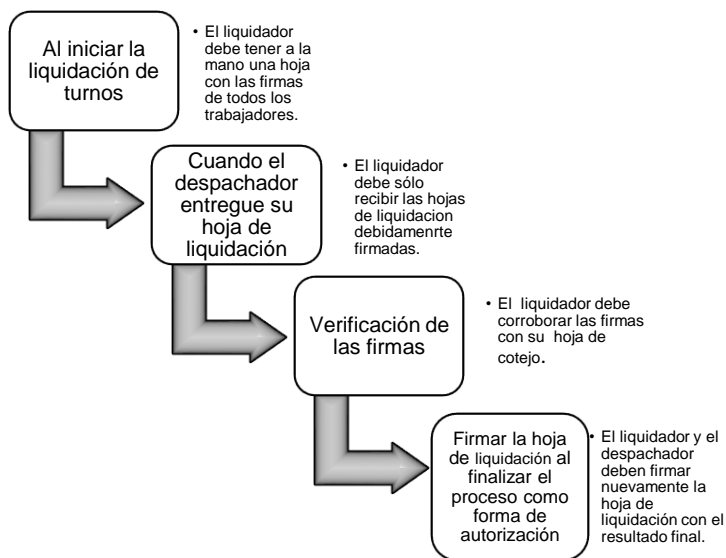 Al iniciar la
liquidación de
turnos
• El liquidador
debe tener a la
mano una hoja
con las firmas
de todos los
trabajadores.
Cuando el
despachador
entregue su
hoja de
liquidación
• El liquidador
debe sólo
recibir las hojas
de liquidacion
debidamenrte
firmadas.
Verificación de
las firmas
• El liquidador debe
corroborar las firmas
con su hoja de
cotejo.
Firmar la hoja
de liquidación al
finalizar el
proceso como
forma de
autorización
• El liquidador y el
despachador
deben firmar
nuevamente la
hoja de
liquidación con el
resultado final.